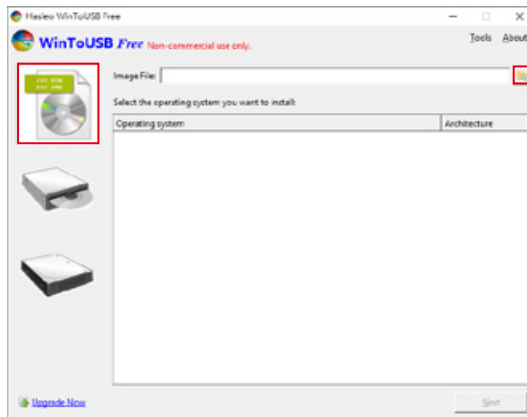 Hasleo WinToUSB Free
WinToUSB Free Non-commercial use only.
Tools About
Image File:
Select the operating system you want to install:
Operating system Architecture
Upgrade Now
Next